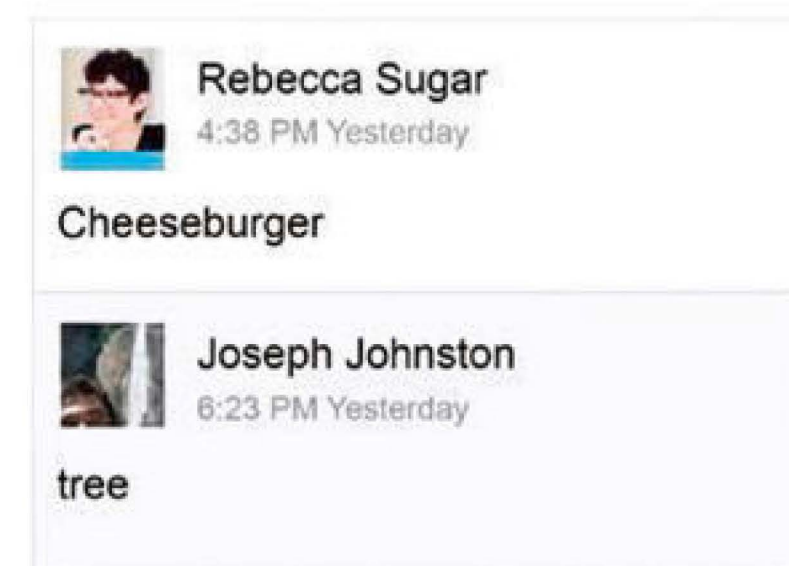 Rebecca Sugar
4:38 PM Yesterday
Cheeseburger
Joseph Johnston
6:23 PM Yesterday
tree